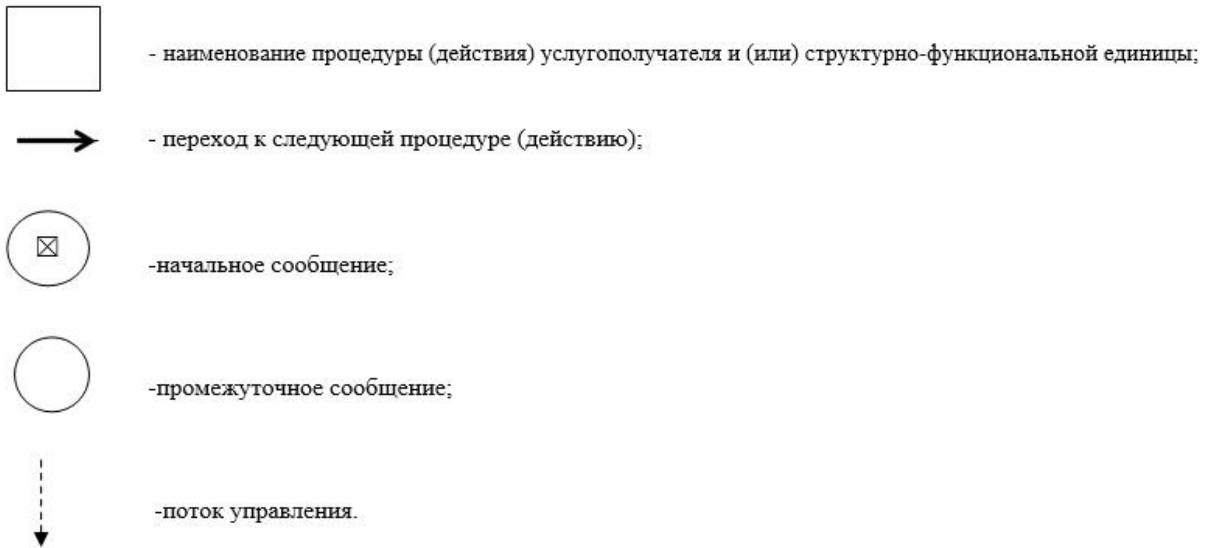 - наименование процедуры (действия) услугополучателя и (или) структурно-функциональной единицы;
- переход к следующей процедуре (действию);
-начальное сообщение;
-промежуточное сообщение;
-поток управления.